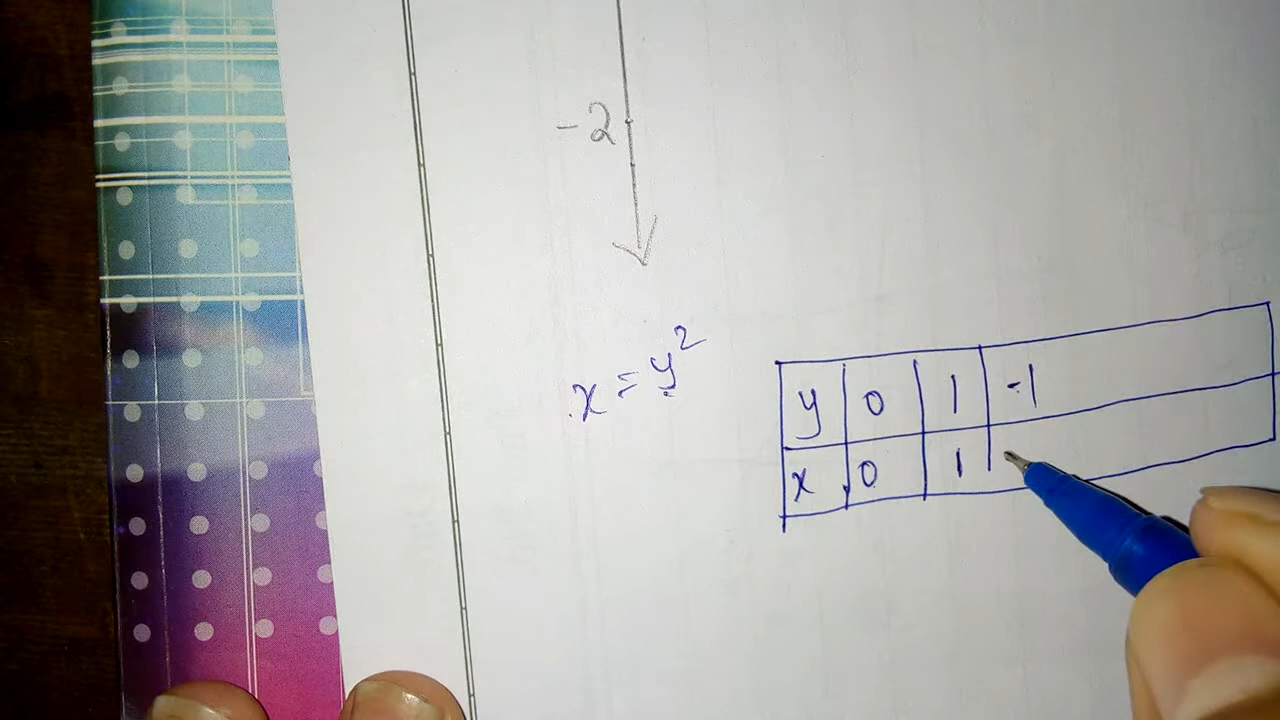 -2
x = y²
y 0 1 -1
x 0 1